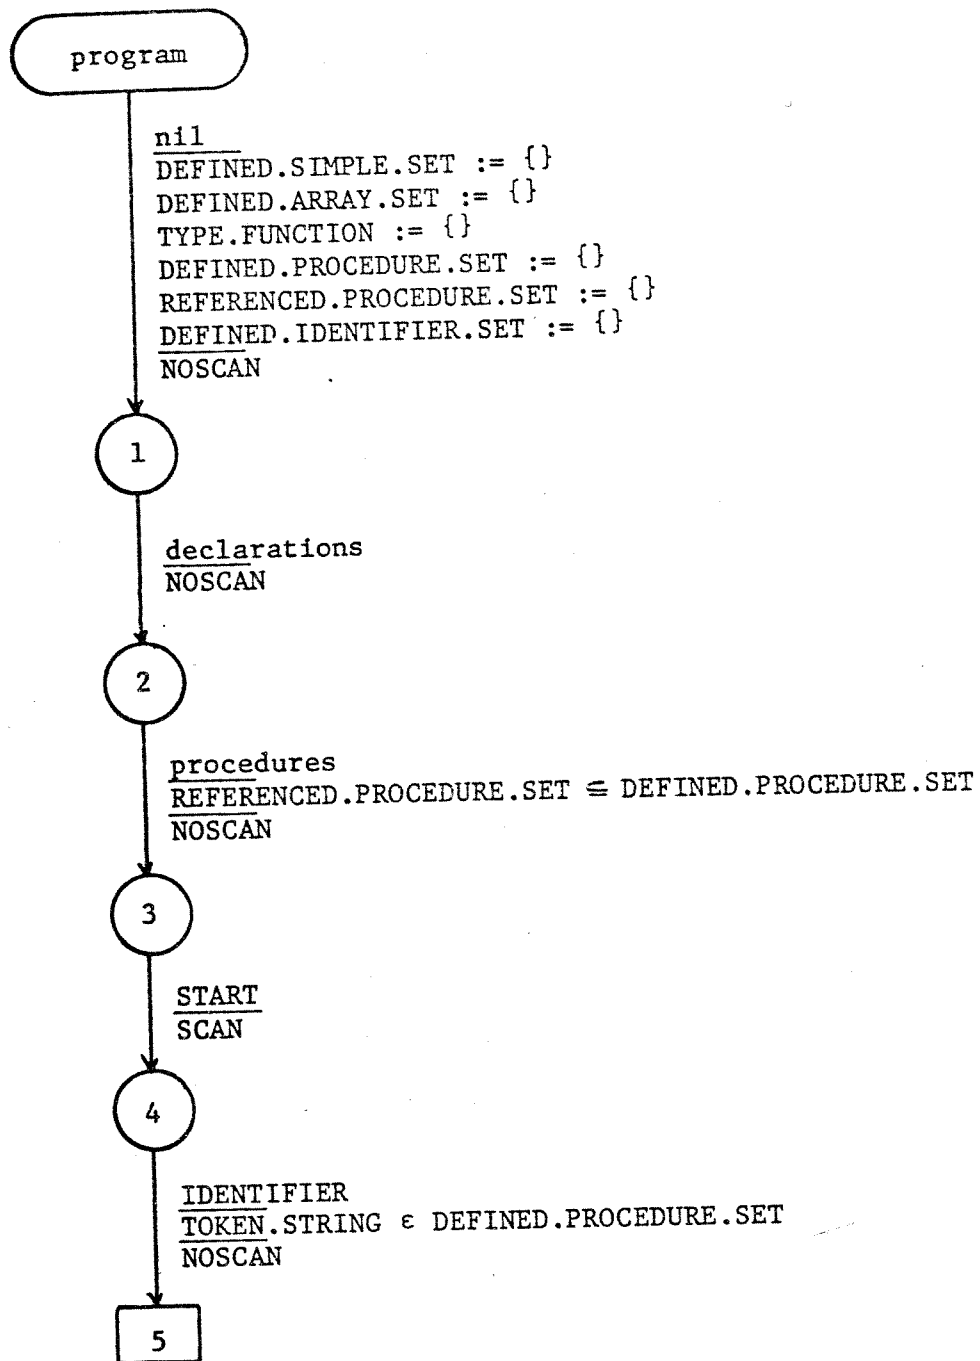 program
nil
DEFINED.SIMPLE.SET := {}
DEFINED.ARRAY.SET := {}
TYPE.FUNCTION := {}
DEFINED.PROCEDURE.SET := {}
REFERENCED.PROCEDURE.SET := {}
DEFINED.IDENTIFIER.SET := {}
NOSCAN
1
declarations
NOSCAN
2
procedures
REFERENCED.PROCEDURE.SET ≤ DEFINED.PROCEDURE.SET
NOSCAN
3
START
SCAN
4
IDENTIFIER
TOKEN.STRING ε DEFINED.PROCEDURE.SET
NOSCAN
5